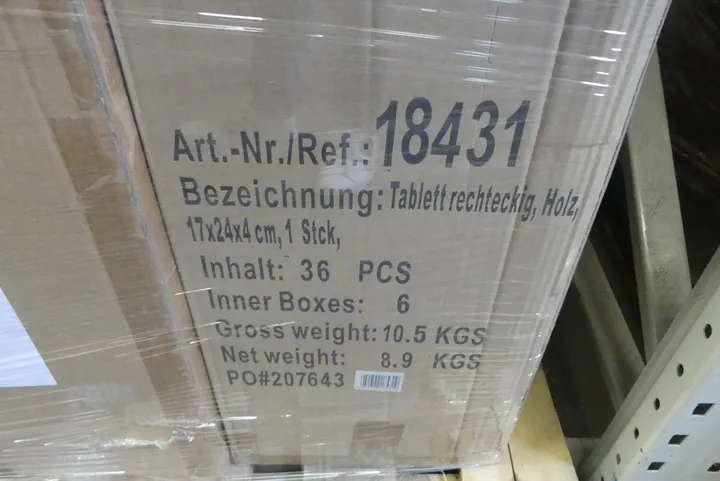 Art.-Nr./Ref.: 18431
Bezeichnung: Tablett rechteckig, Holz,
17x24x4 cm, 1 Stck,
Inhalt: 36 PCS
Inner Boxes: 6
Gross weight: 10.5 KGS
Net weight: 8.9 KGS
PO#207643